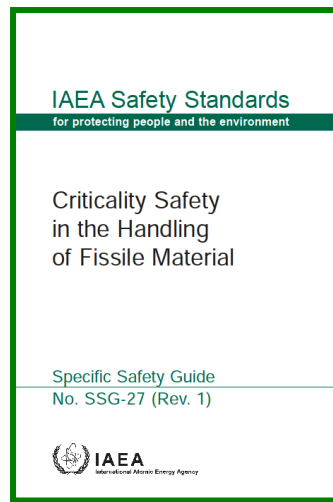 IAEA Safety Standards
for protecting people and the environment
Criticality Safety
in the Handling
of Fissile Material
Specific Safety Guide
No. SSG-27 (Rev. 1)
IAEA
International Atomic Energy Agency